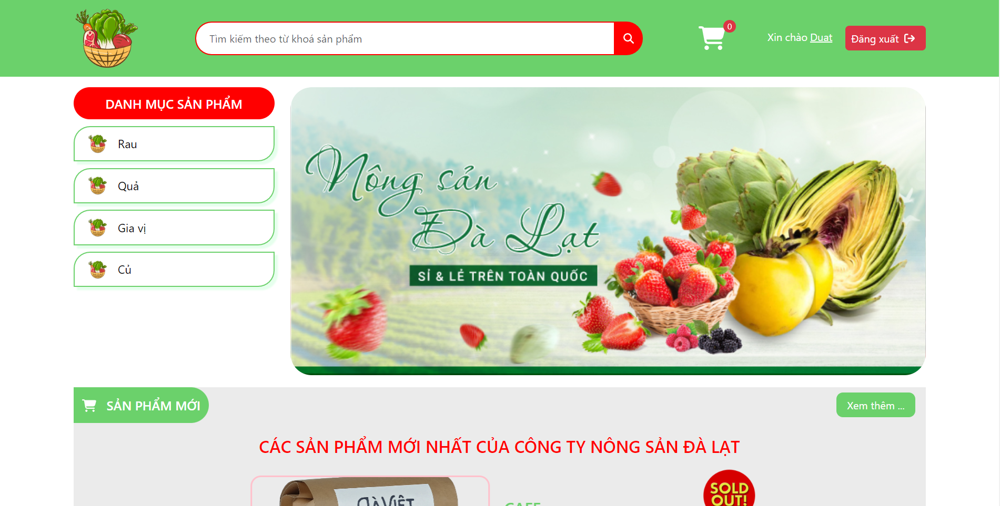 Tìm kiếm theo từ khoá sản phẩm
0
Xin chào Duat
Đăng xuất
DANH MỤC SẢN PHẨM
Rau
Quả
Gia vị
Củ
Nông sản
Đà Lạt
SỈ & LẺ TRÊN TOÀN QUỐC
SẢN PHẨM MỚI
Xem thêm ...
CÁC SẢN PHẨM MỚI NHẤT CỦA CÔNG TY NÔNG SẢN ĐÀ LẠT
SOLD
OUT!
CAFE